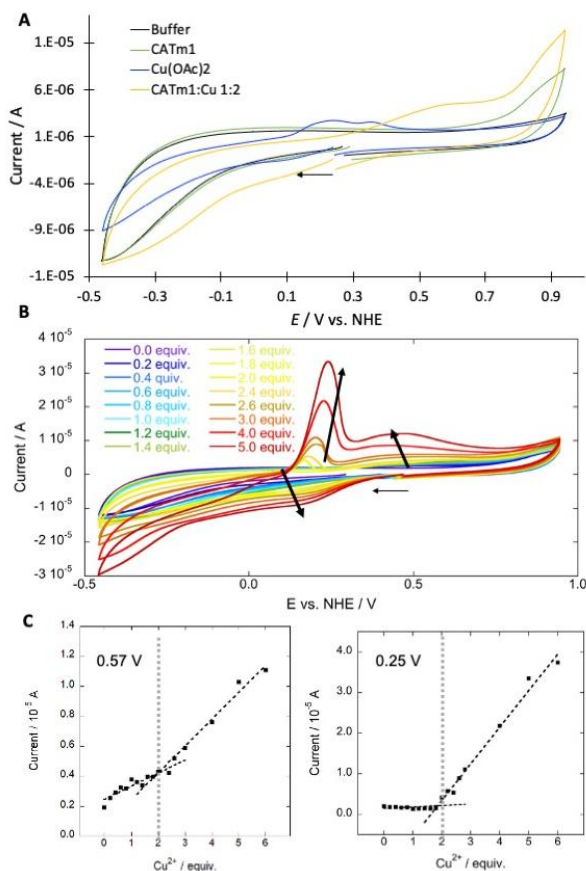 A
Buffer
CATm1
Cu(OAc)2
CATm1:Cu 1:2
Current / A
1.E-05
6.E-06
1.E-06
-4.E-06
-9.E-06
-1.E-05
-0.5 -0.3 -0.1 0.1 0.3 0.5 0.7 0.9
E / V vs. NHE
B
0.0 equiv. 1.6 equiv.
0.2 equiv. 1.8 equiv.
0.4 equiv. 2.0 equiv.
0.6 equiv. 2.4 equiv.
0.8 equiv. 2.6 equiv.
1.0 equiv. 3.0 equiv.
1.2 equiv. 4.0 equiv.
1.4 equiv. 5.0 equiv.
Current / A
4 10⁻⁵
3 10⁻⁵
2 10⁻⁵
1 10⁻⁵
0
-1 10⁻⁵
-2 10⁻⁵
-3 10⁻⁵
-0.5 0.0 0.5 1.0
E vs. NHE / V
C
0.57 V
Current / 10⁻⁵ A
1.4
1.2
1.0
0.8
0.6
0.4
0.2
0.0
0 1 2 3 4 5 6
Cu²⁺ / equiv.
0.25 V
Current / 10⁻⁵ A
4.0
3.0
2.0
1.0
0.0
0 1 2 3 4 5 6
Cu²⁺ / equiv.